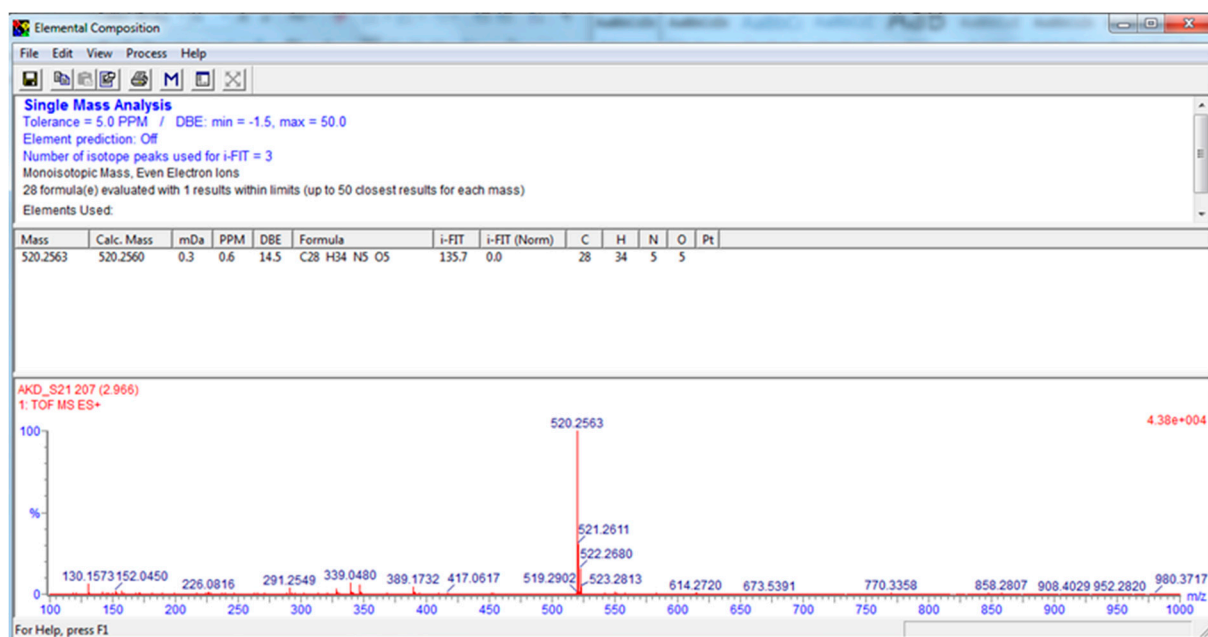 Elemental Composition
File Edit View Process Help
M
Single Mass Analysis
Tolerance = 5.0 PPM / DBE: min = -1.5, max = 50.0
Element prediction: Off
Number of isotope peaks used for i-FIT = 3
Monoisotopic Mass, Even Electron Ions
28 formula(e) evaluated with 1 results within limits (up to 50 closest results for each mass)
Elements Used:
Mass Calc. Mass mDa PPM DBE Formula i-FIT i-FIT (Norm) C H N O Pt
520.2563 520.2560 0.3 0.6 14.5 C28 H34 N5 O5 135.7 0.0 28 34 5 5
AKD_S21 207 (2.966)
1: TOF MS ES+
4.38e+004
100
520.2563
%
521.2611
522.2680
130.1573 152.0450 226.0816 291.2549 339.0480 389.1732 417.0617 519.2902 523.2813 614.2720 673.5391 770.3358 858.2807 908.4029 952.2820 980.3717
0
100 150 200 250 300 350 400 450 500 550 600 650 700 750 800 850 900 950 1000 m/z
For Help, press F1